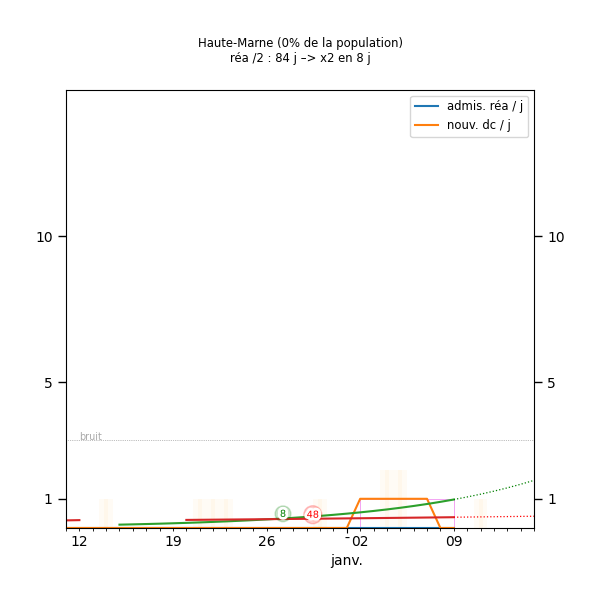 Haute-Marne (0% de la population)
réa /2 : 84 j –> x2 en 8 j
admis. réa / j
nouv. dc / j
10
10
5
5
bruit
1
1
8
48
12
19
26
02
09
janv.